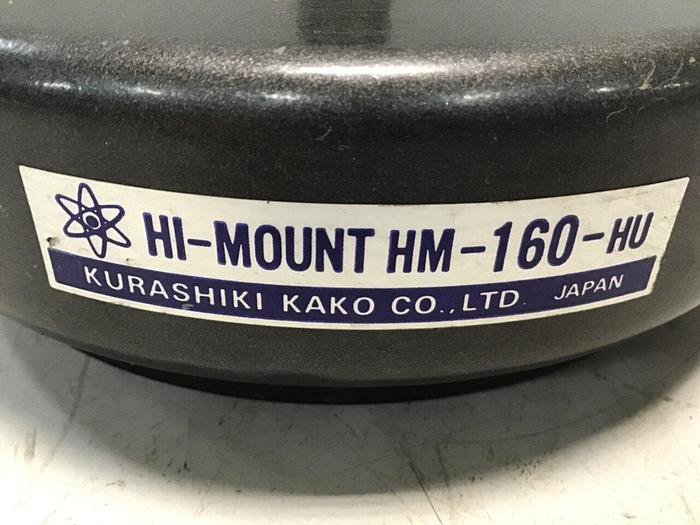 HI-MOUNT HM-160-HU
KURASHIKI KAKO CO.,LTD. JAPAN